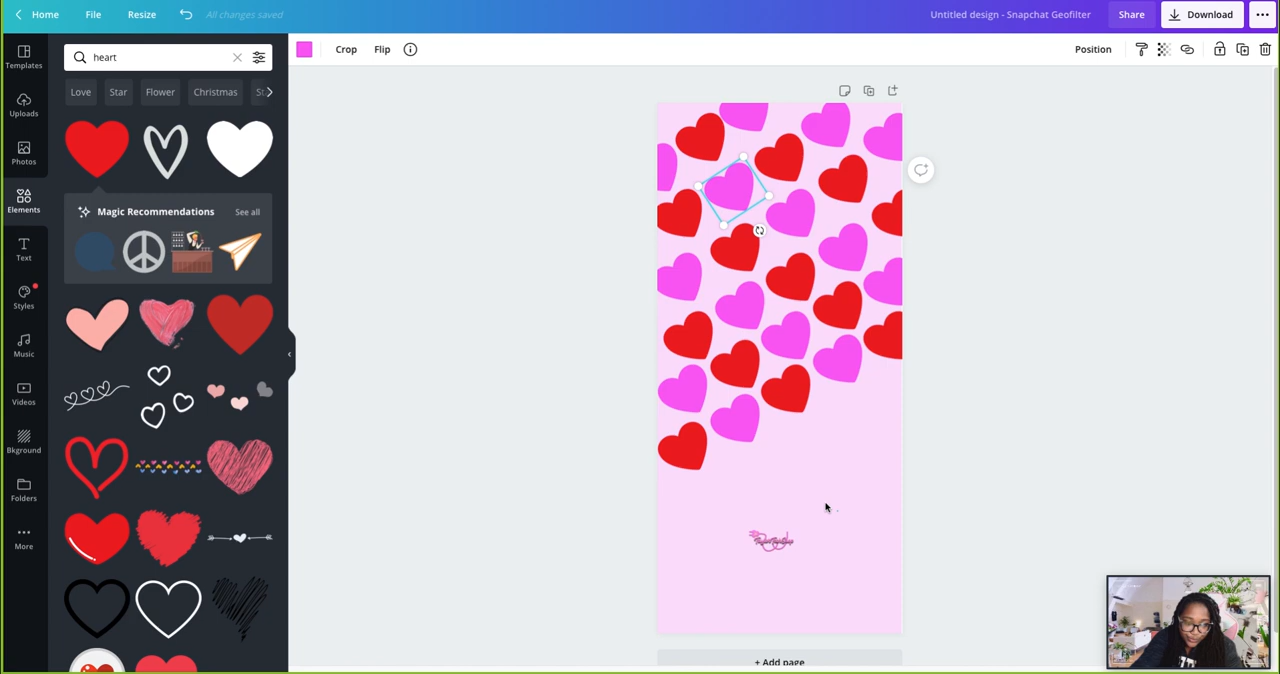 Home File Resize All changes saved Untitled design - Snapchat Geofilter Share Download
heart
Crop Flip Position
Love Star Flower Christmas
Templates
Uploads
Photos
Elements
Text
Styles
Music
Videos
Bkground
Folders
More
Magic Recommendations See all
+ Add page